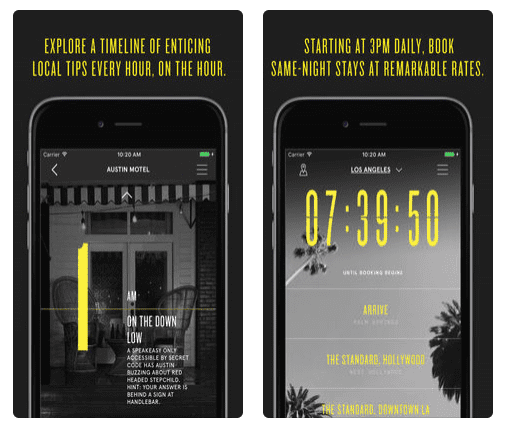 EXPLORE A TIMELINE OF ENTICING
LOCAL TIPS EVERY HOUR, ON THE HOUR.
Carrier
10:20 AM
AUSTIN MOTEL
1
AM
ON THE DOWN
LOW
A SPEAKEASY ONLY
ACCESSIBLE BY SECRET
CODE HAS AUSTIN
BUZZING ABOUT RED
HEADED STEPCHILD.
HINT: YOUR ANSWER IS
BEHIND A SIGN AT
HANDLEBAR.
STARTING AT 3PM DAILY, BOOK
SAME-NIGHT STAYS AT REMARKABLE RATES.
Carrier
10:20 AM
LOS ANGELES
07:39:50
UNTIL BOOKING BEGINS
ARRIVE
PALM SPRINGS
THE STANDARD, HOLLYWOOD
WEST HOLLYWOOD
THE STANDARD, DOWNTOWN LA